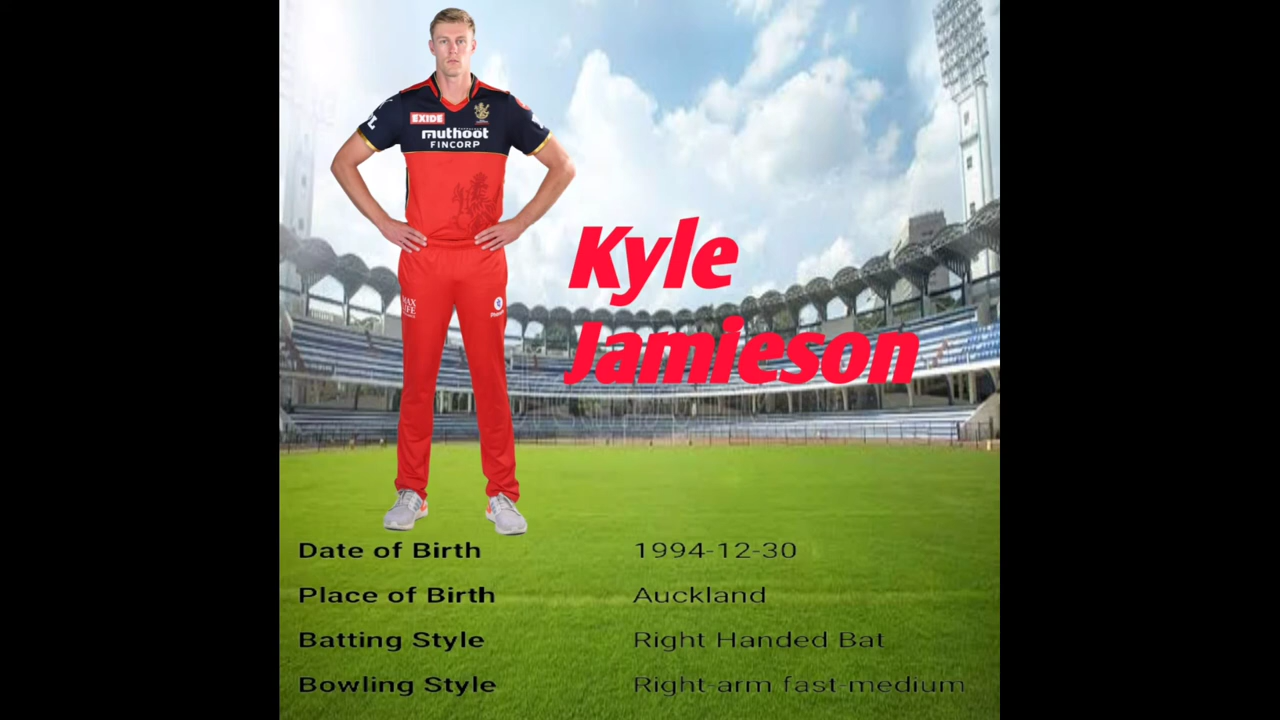 EXIDE
muthoot
FINCORP
Kyle
Jamieson
Date of Birth 1994-12-30
Place of Birth Auckland
Batting Style Right Handed Bat
Bowling Style Right-arm fast-medium